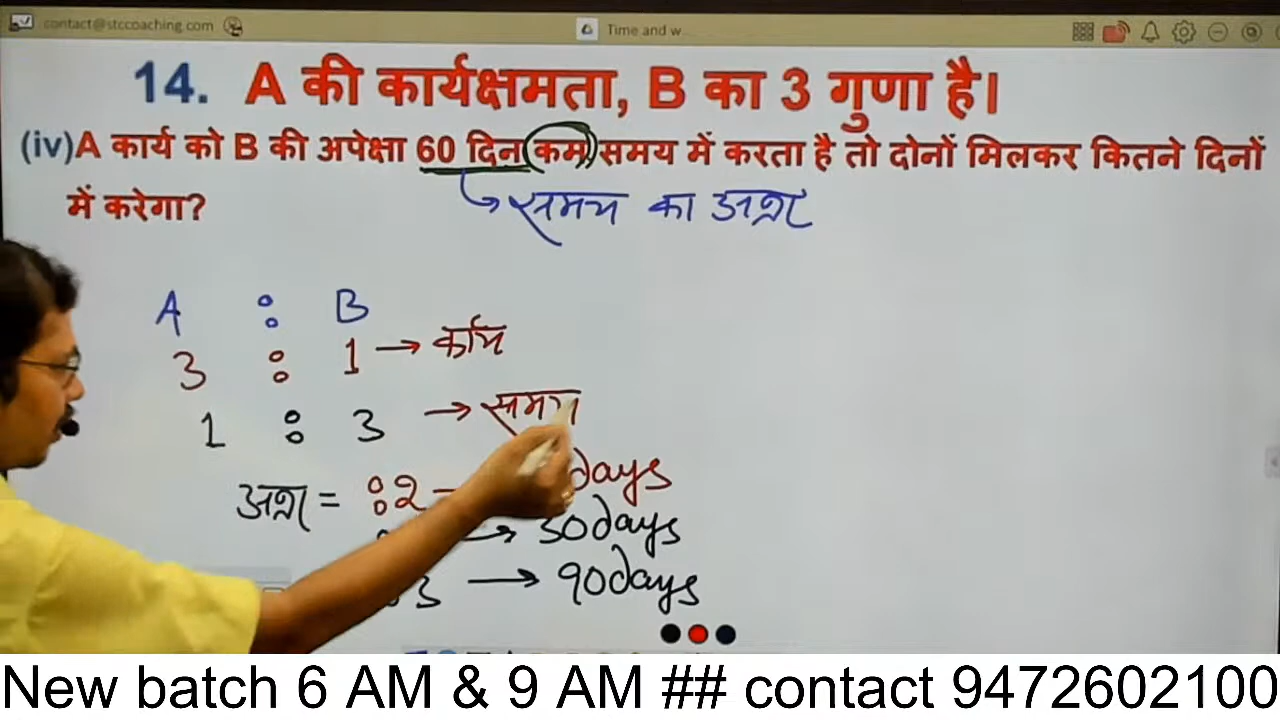 contact@stccoaching.com
Time and w...
14. A की कार्यक्षमता, B का 3 गुणा है।
(iv)A कार्य को B की अपेक्षा 60 दिन कम समय में करता है तो दोनों मिलकर कितने दिनों
में करेगा?
समय का अन्तर
A : B
3 : 1 → कार्य
1 : 3 → समय
अन्तर = :2 days
→ 30days
3 → 90days
New batch 6 AM & 9 AM ## contact 9472602100